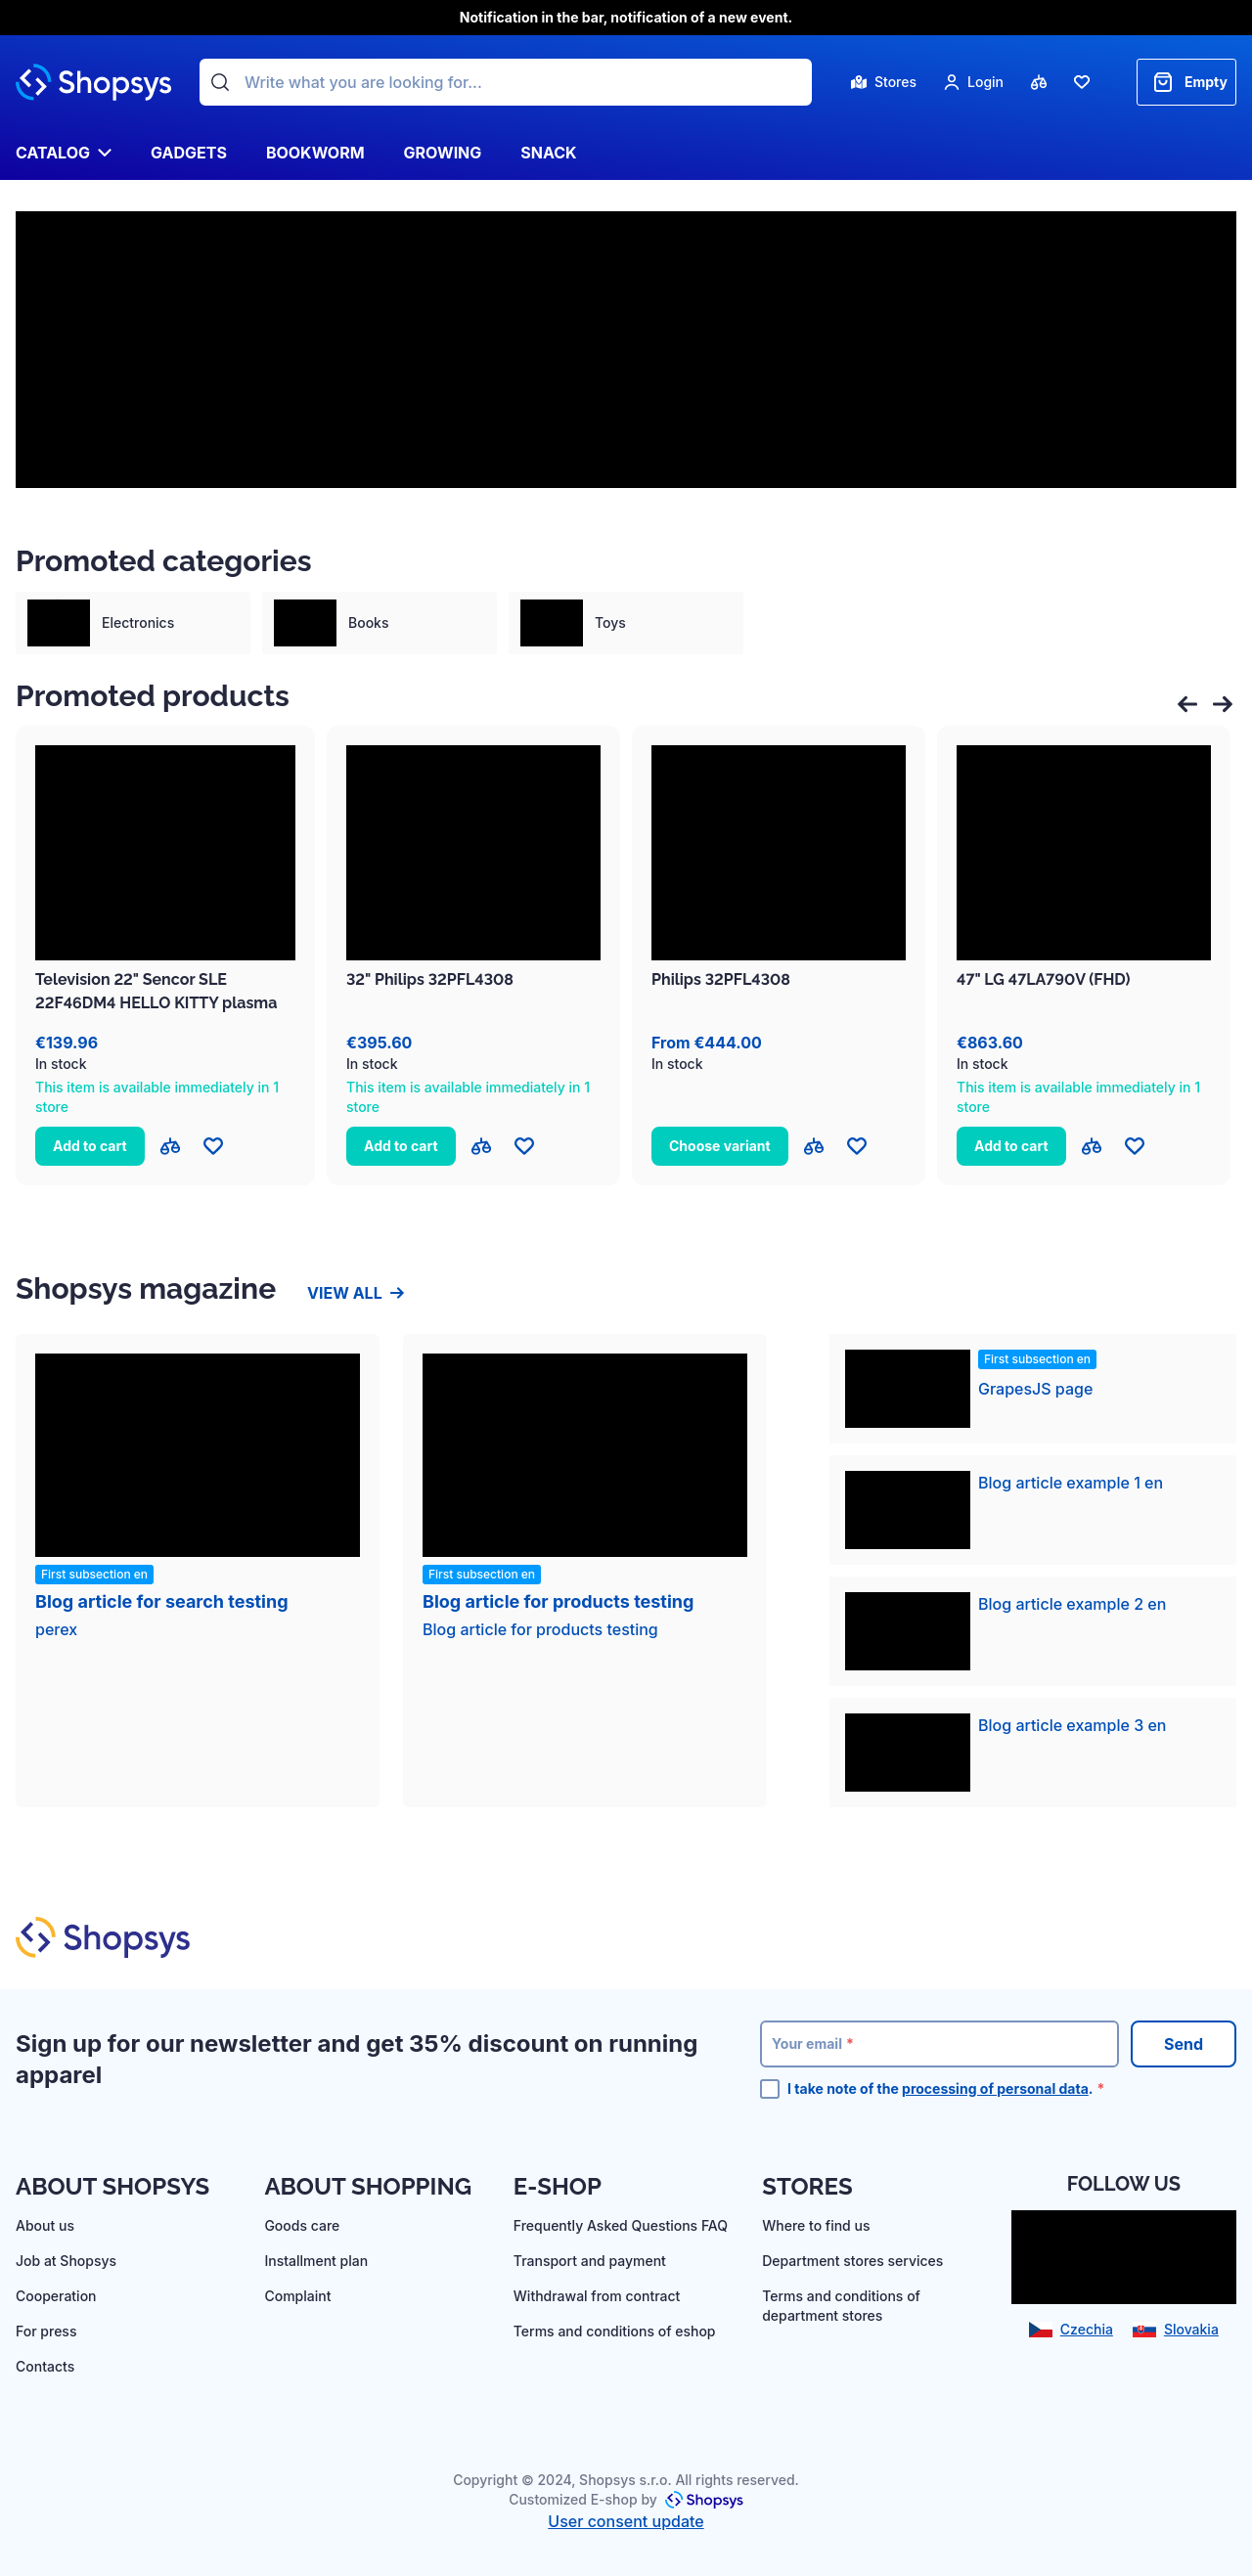 Notification in the bar, notification of a new event.
Shopsys
Write what you are looking for...
Stores
Login
Empty
CATALOG
GADGETS
BOOKWORM
GROWING
SNACK
Promoted categories
Electronics
Books
Toys
Promoted products
Television 22" Sencor SLE
22F46DM4 HELLO KITTY plasma
€139.96
In stock
This item is available immediately in 1
store
Add to cart
32" Philips 32PFL4308
€395.60
In stock
This item is available immediately in 1
store
Add to cart
Philips 32PFL4308
From €444.00
In stock
Choose variant
47" LG 47LA790V (FHD)
€863.60
In stock
This item is available immediately in 1
store
Add to cart
Shopsys magazine
VIEW ALL
First subsection en
Blog article for search testing
perex
First subsection en
Blog article for products testing
Blog article for products testing
First subsection en
GrapesJS page
Blog article example 1 en
Blog article example 2 en
Blog article example 3 en
Shopsys
Sign up for our newsletter and get 35% discount on running
apparel
Your email *
Send
I take note of the processing of personal data. *
ABOUT SHOPSYS
About us
Job at Shopsys
Cooperation
For press
Contacts
ABOUT SHOPPING
Goods care
Installment plan
Complaint
E-SHOP
Frequently Asked Questions FAQ
Transport and payment
Withdrawal from contract
Terms and conditions of eshop
STORES
Where to find us
Department stores services
Terms and conditions of
department stores
FOLLOW US
Czechia
Slovakia
Copyright © 2024, Shopsys s.r.o. All rights reserved.
Customized E-shop by Shopsys
User consent update